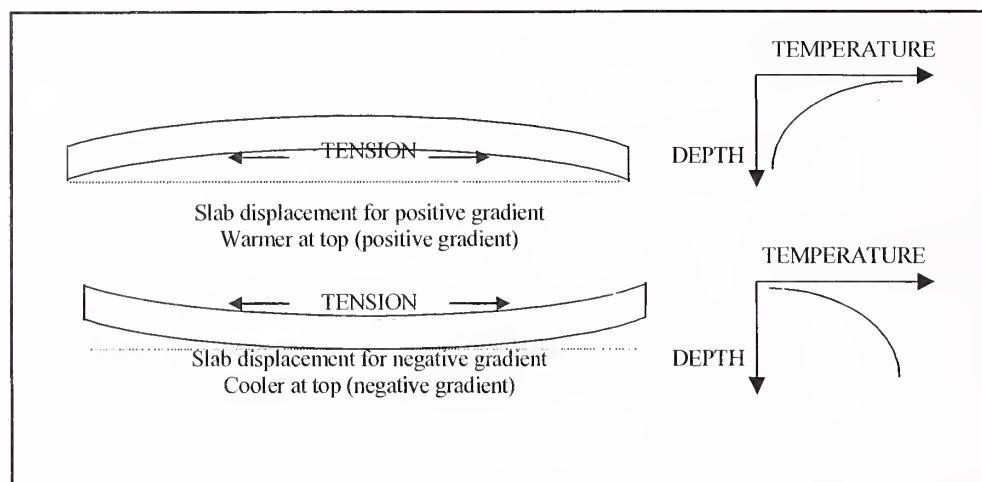 TEMPERATURE
TENSION
DEPTH
Slab displacement for positive gradient
Warmer at top (positive gradient)
TEMPERATURE
TENSION
DEPTH
Slab displacement for negative gradient
Cooler at top (negative gradient)